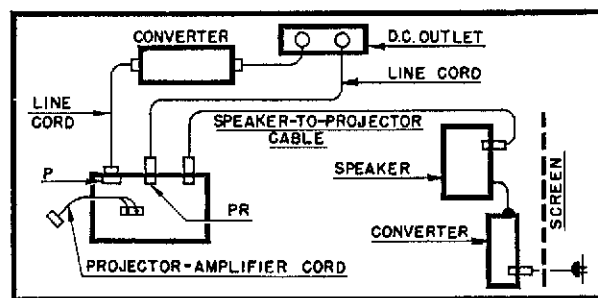 CONVERTER
D.C. OUTLET
LINE CORD
LINE
CORD
SPEAKER-TO-PROJECTOR
CABLE
P
PR
SPEAKER
SCREEN
CONVERTER
PROJECTOR-AMPLIFIER CORD